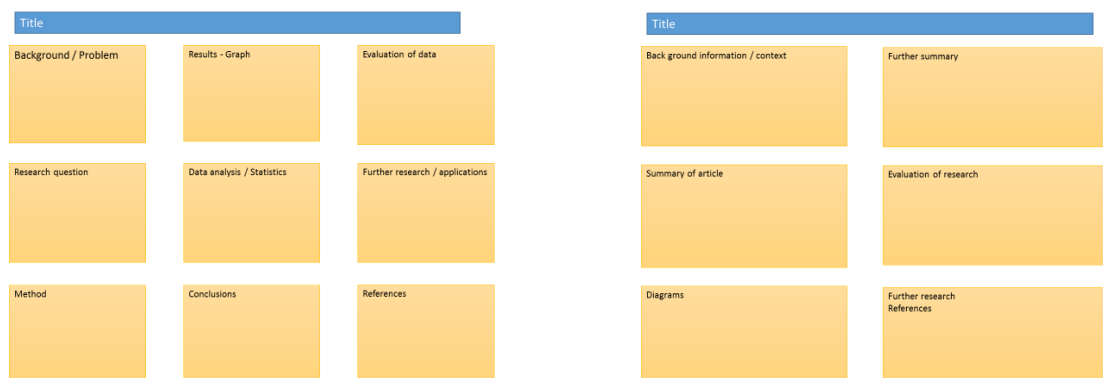 Title
Background / Problem
Results - Graph
Evaluation of data
Research question
Data analysis / Statistics
Further research / applications
Method
Conclusions
References
Title
Back ground information / context
Further summary
Summary of article
Evaluation of research
Diagrams
Further research
References